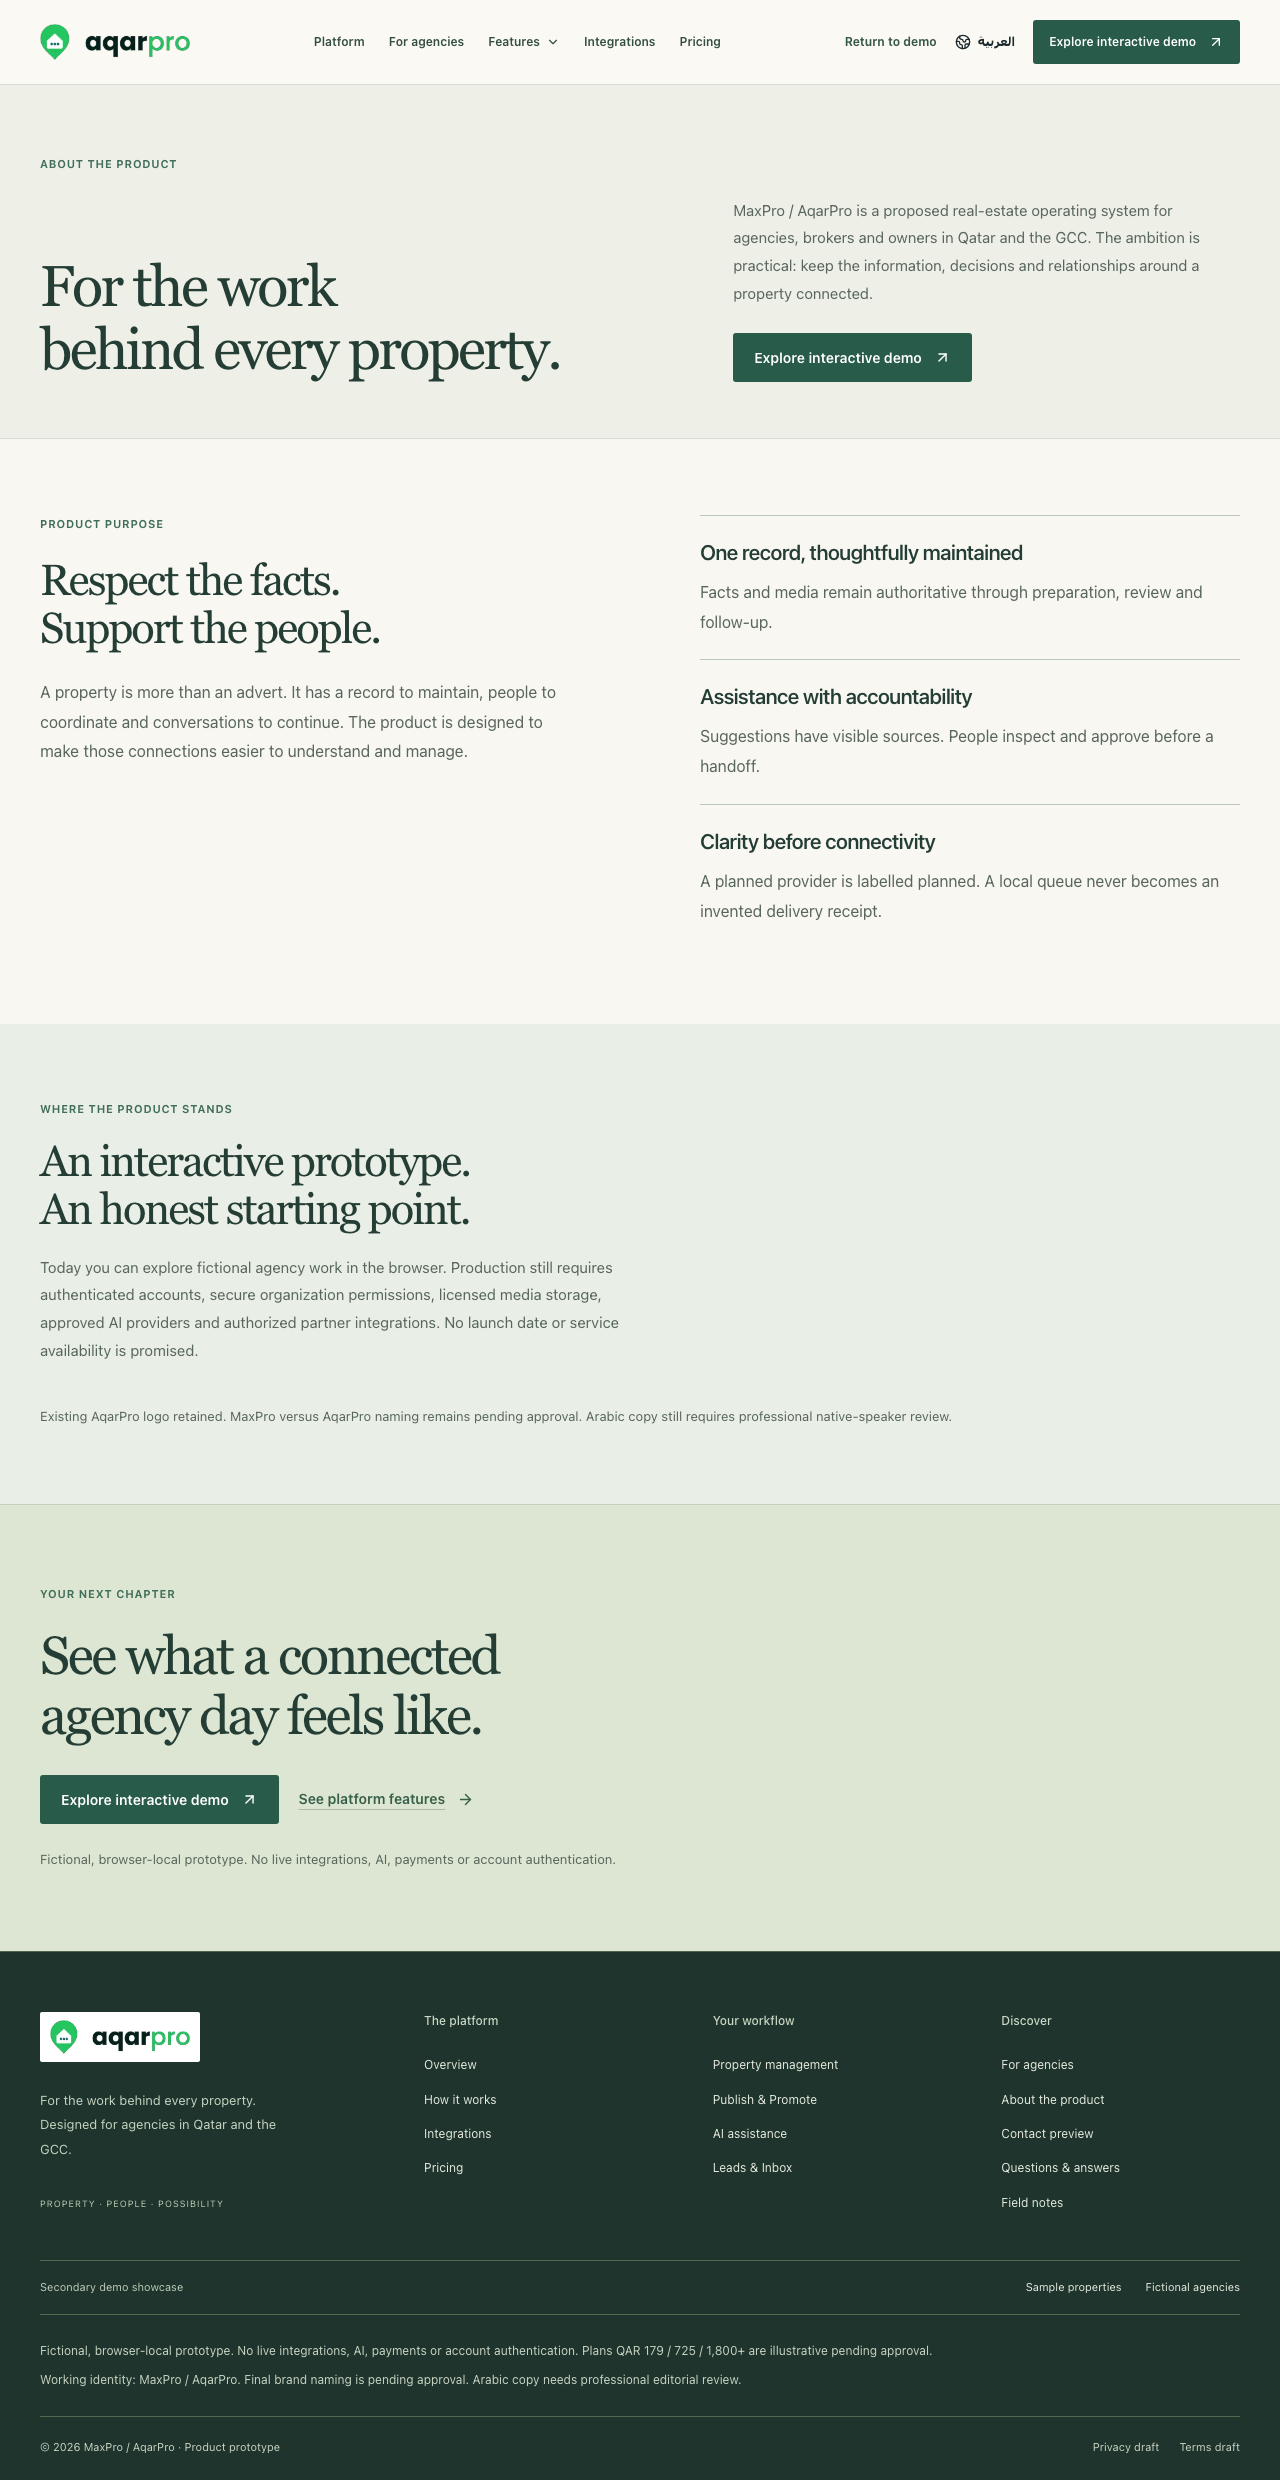 aqarpro
Platform
For agencies
Features
Integrations
Pricing
Return to demo
العربية
Explore interactive demo
ABOUT THE PRODUCT
For the work
behind every property.
MaxPro / AqarPro is a proposed real-estate operating system for
agencies, brokers and owners in Qatar and the GCC. The ambition is
practical: keep the information, decisions and relationships around a
property connected.
Explore interactive demo
PRODUCT PURPOSE
Respect the facts.
Support the people.
A property is more than an advert. It has a record to maintain, people to
coordinate and conversations to continue. The product is designed to
make those connections easier to understand and manage.
One record, thoughtfully maintained
Facts and media remain authoritative through preparation, review and
follow-up.
Assistance with accountability
Suggestions have visible sources. People inspect and approve before a
handoff.
Clarity before connectivity
A planned provider is labelled planned. A local queue never becomes an
invented delivery receipt.
WHERE THE PRODUCT STANDS
An interactive prototype.
An honest starting point.
Today you can explore fictional agency work in the browser. Production still requires
authenticated accounts, secure organization permissions, licensed media storage,
approved AI providers and authorized partner integrations. No launch date or service
availability is promised.
Existing AqarPro logo retained. MaxPro versus AqarPro naming remains pending approval. Arabic copy still requires professional native-speaker review.
YOUR NEXT CHAPTER
See what a connected
agency day feels like.
Explore interactive demo
See platform features
Fictional, browser-local prototype. No live integrations, AI, payments or account authentication.
aqarpro
For the work behind every property.
Designed for agencies in Qatar and the
GCC.
PROPERTY · PEOPLE · POSSIBILITY
The platform
Overview
How it works
Integrations
Pricing
Your workflow
Property management
Publish & Promote
AI assistance
Leads & Inbox
Discover
For agencies
About the product
Contact preview
Questions & answers
Field notes
Secondary demo showcase
Sample properties
Fictional agencies
Fictional, browser-local prototype. No live integrations, AI, payments or account authentication. Plans QAR 179 / 725 / 1,800+ are illustrative pending approval.
Working identity: MaxPro / AqarPro. Final brand naming is pending approval. Arabic copy needs professional editorial review.
© 2026 MaxPro / AqarPro · Product prototype
Privacy draft
Terms draft